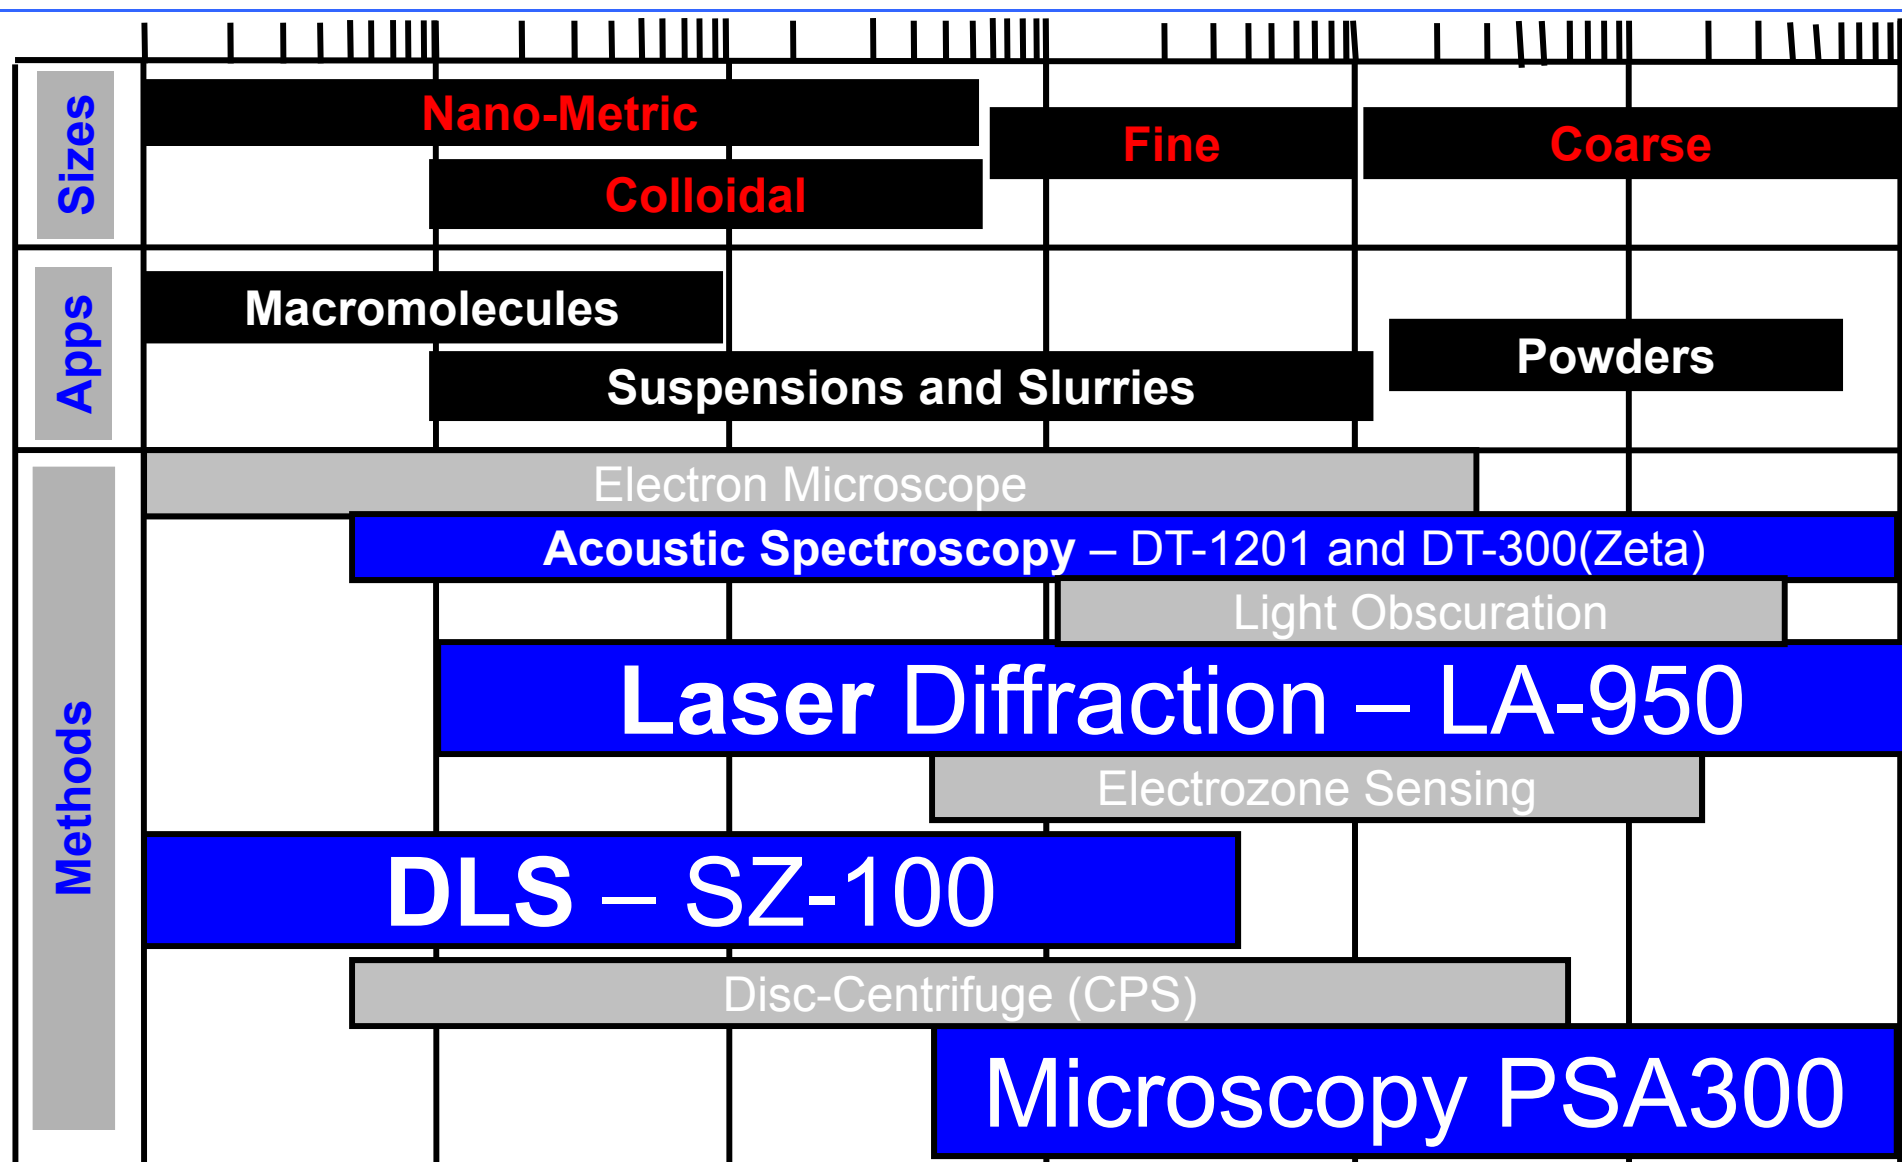 Sizes
Nano-Metric
Colloidal
Fine
Coarse
Apps
Macromolecules
Suspensions and Slurries
Powders
Methods
Electron Microscope
Acoustic Spectroscopy – DT-1201 and DT-300(Zeta)
Light Obscuration
Laser Diffraction – LA-950
Electrozone Sensing
DLS – SZ-100
Disc-Centrifuge (CPS)
Microscopy PSA300